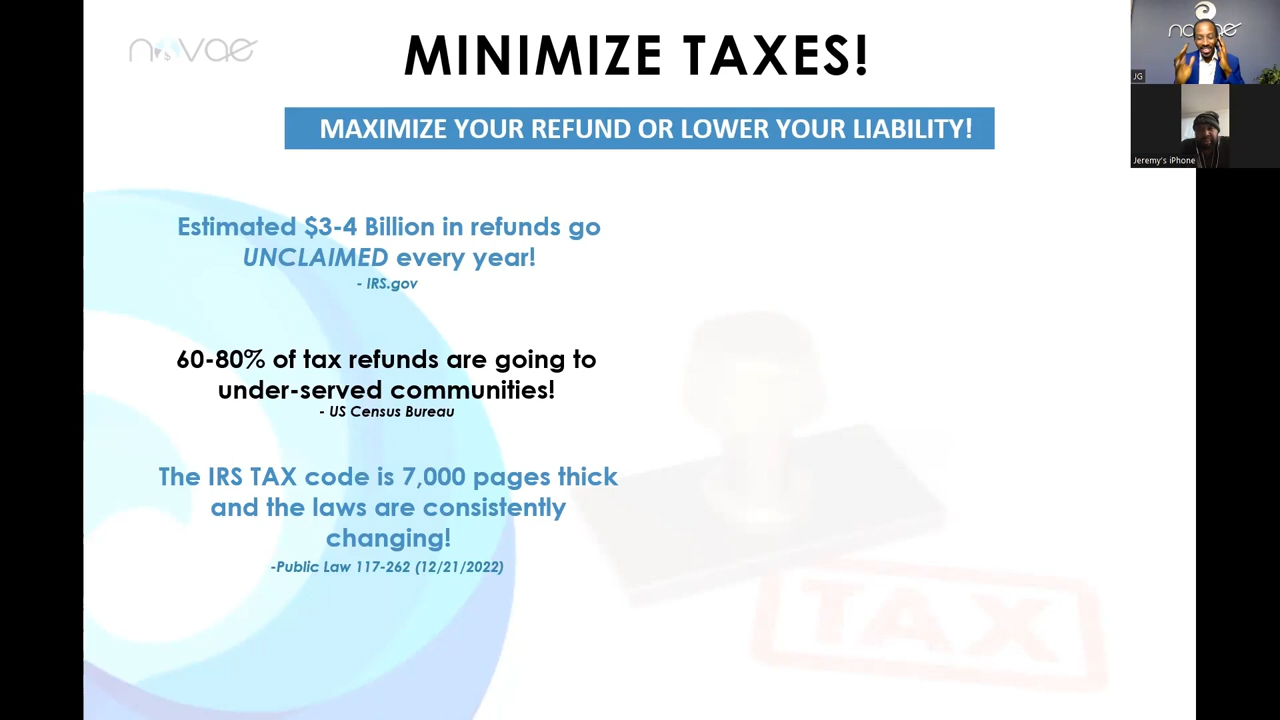 novae
MINIMIZE TAXES!
MAXIMIZE YOUR REFUND OR LOWER YOUR LIABILITY!
Estimated $3-4 Billion in refunds go
UNCLAIMED every year!
- IRS.gov
60-80% of tax refunds are going to
under-served communities!
- US Census Bureau
The IRS TAX code is 7,000 pages thick
and the laws are consistently
changing!
-Public Law 117-262 (12/21/2022)
TAX
JG
Jeremy's iPhone